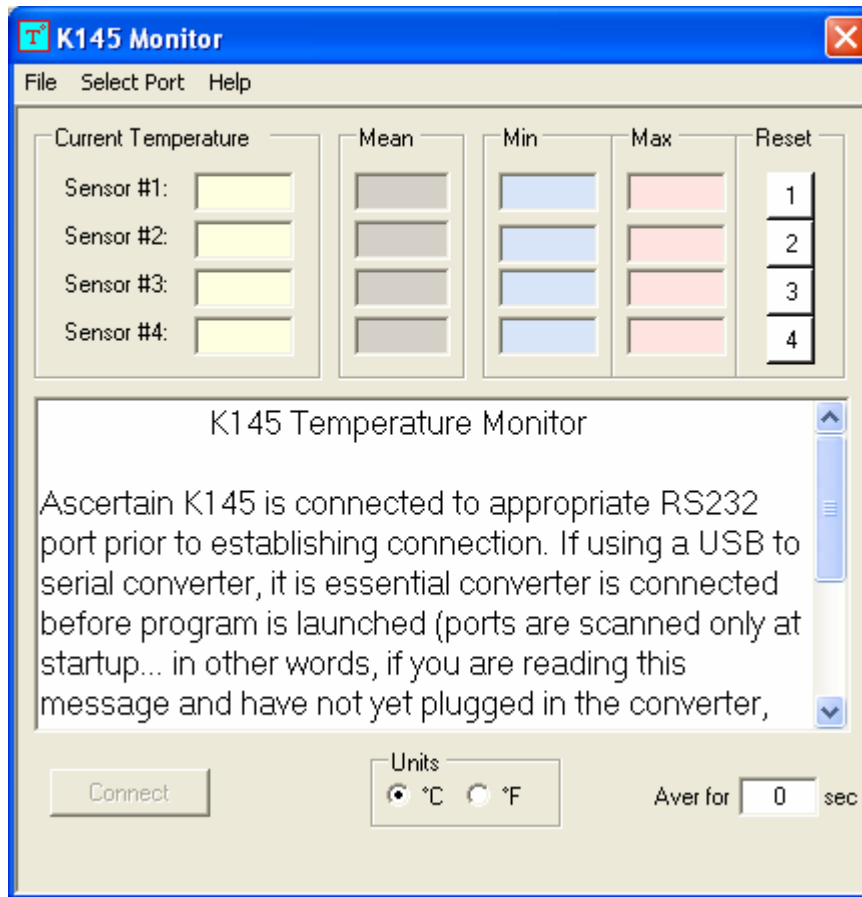 T°
K145 Monitor
File Select Port Help
Current Temperature Mean Min Max Reset
Sensor #1: 1
Sensor #2: 2
Sensor #3: 3
Sensor #4: 4
K145 Temperature Monitor
Ascertain K145 is connected to appropriate RS232
port prior to establishing connection. If using a USB to
serial converter, it is essential converter is connected
before program is launched (ports are scanned only at
startup... in other words, if you are reading this
message and have not yet plugged in the converter,
Units
Connect °C °F Aver for 0 sec